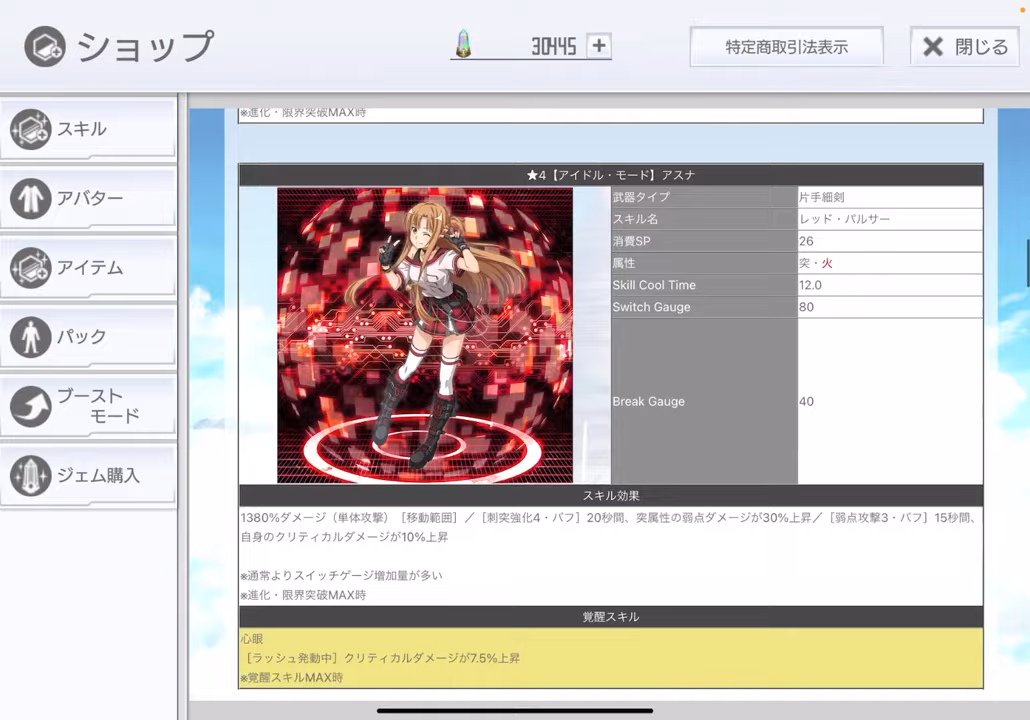 ショップ
30445
特定商取引法表示
閉じる
スキル
アバター
アイテム
パック
ブースト
モード
ジェム購入
※進化・限界突破MAX時
★4【アイドル・モード】アスナ
武器タイプ 片手細剣
スキル名 レッド・パルサー
消費SP 26
属性 突・火
Skill Cool Time 12.0
Switch Gauge 80
Break Gauge 40
スキル効果
1380%ダメージ（単体攻撃）［移動範囲］／［刺突強化4・バフ］20秒間、突属性の弱点ダメージが30%上昇／［弱点攻撃3・バフ］15秒間、
自身のクリティカルダメージが10%上昇
※通常よりスイッチゲージ増加量が多い
※進化・限界突破MAX時
覚醒スキル
心眼
［ラッシュ発動中］クリティカルダメージが7.5%上昇
※覚醒スキルMAX時